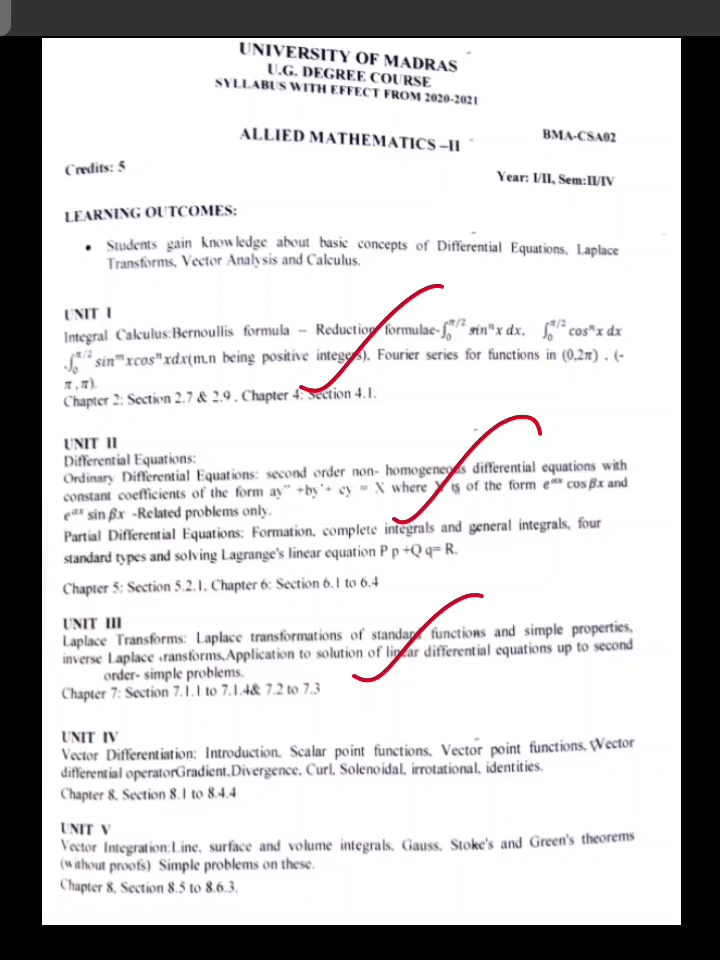 UNIVERSITY OF MADRAS
U.G. DEGREE COURSE
SYLLABUS WITH EFFECT FROM 2020-2021
ALLIED MATHEMATICS –II
BMA-CSA02
Credits: 5
Year: I/II, Sem:II/IV
LEARNING OUTCOMES:
• Students gain knowledge about basic concepts of Differential Equations, Laplace
Transforms, Vector Analysis and Calculus.
UNIT I
Integral Calculus:Bernoullis formula – Reduction formulae-∫₀^{π/2} sinⁿx dx, ∫₀^{π/2} cosⁿx dx
.∫₀^{π/2} sinᵐxcosⁿxdx(m,n being positive integers), Fourier series for functions in (0,2π) , (-
π,π).
Chapter 2: Section 2.7 & 2.9 , Chapter 4: Section 4.1.
UNIT II
Differential Equations:
Ordinary Differential Equations: second order non- homogeneous differential equations with
constant coefficients of the form ay'' +by'+ cy = X where X is of the form e^{αx} cos βx and
e^{αx} sin βx -Related problems only.
Partial Differential Equations: Formation, complete integrals and general integrals, four
standard types and solving Lagrange's linear equation P p +Q q= R.
Chapter 5: Section 5.2.1, Chapter 6: Section 6.1 to 6.4
UNIT III
Laplace Transforms: Laplace transformations of standard functions and simple properties,
inverse Laplace transforms,Application to solution of linear differential equations up to second
order- simple problems.
Chapter 7: Section 7.1.1 to 7.1.4& 7.2 to 7.3
UNIT IV
Vector Differentiation: Introduction, Scalar point functions, Vector point functions, Vector
differential operatorGradient,Divergence, Curl, Solenoidal, irrotational, identities.
Chapter 8, Section 8.1 to 8.4.4
UNIT V
Vector Integration:Line, surface and volume integrals, Gauss, Stoke's and Green's theorems
(without proofs) Simple problems on these.
Chapter 8, Section 8.5 to 8.6.3.